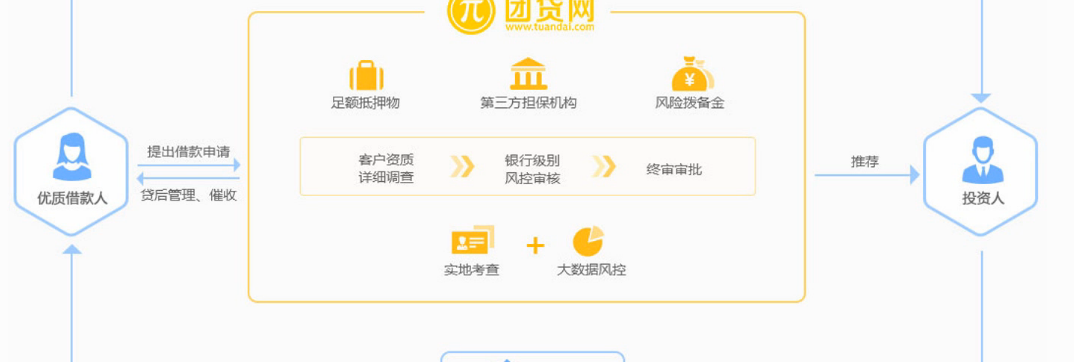 团贷网
www.tuandai.com
足额抵押物
第三方担保机构
风险拨备金
提出借款申请
贷后管理、催收
优质借款人
客户资质
详细调查
银行级别
风控审核
终审审批
推荐
投资人
实地考查
大数据风控